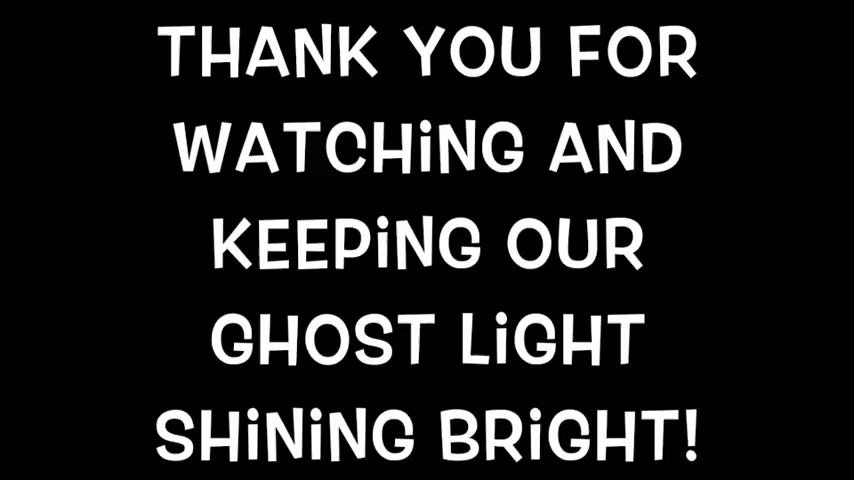 THANK YOU FOR
WATCHiNG AND
KEEPiNG OUR
GHOST LiGHT
SHiNiNG BRiGHT!